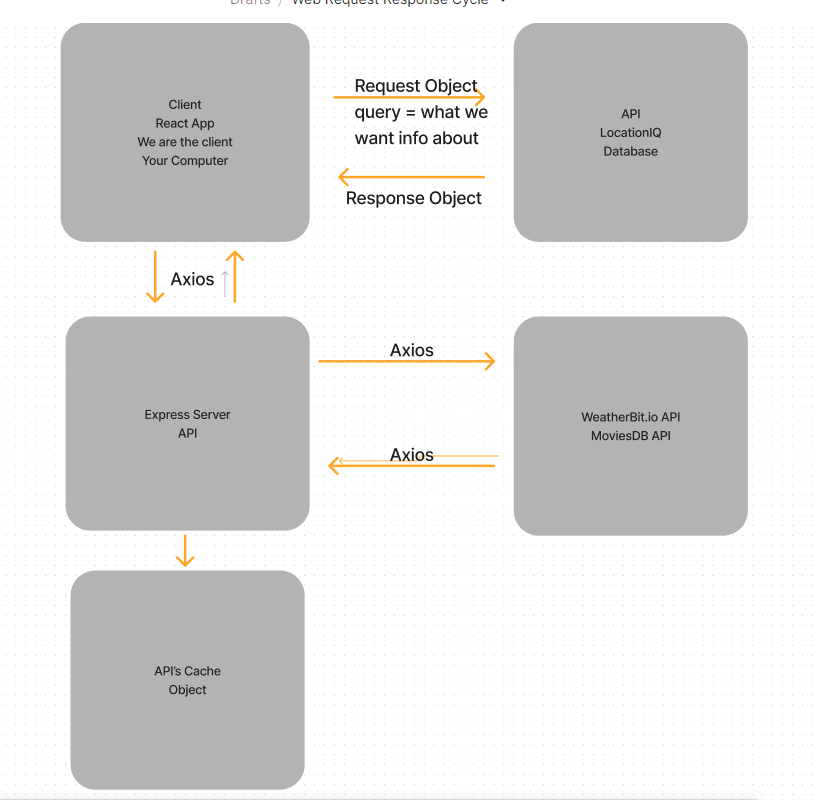 Drafts / Web Request Response Cycle
Client
React App
We are the client
Your Computer
Request Object
query = what we
want info about
Response Object
API
LocationIQ
Database
Axios
Express Server
API
Axios
Axios
WeatherBit.io API
MoviesDB API
API's Cache
Object